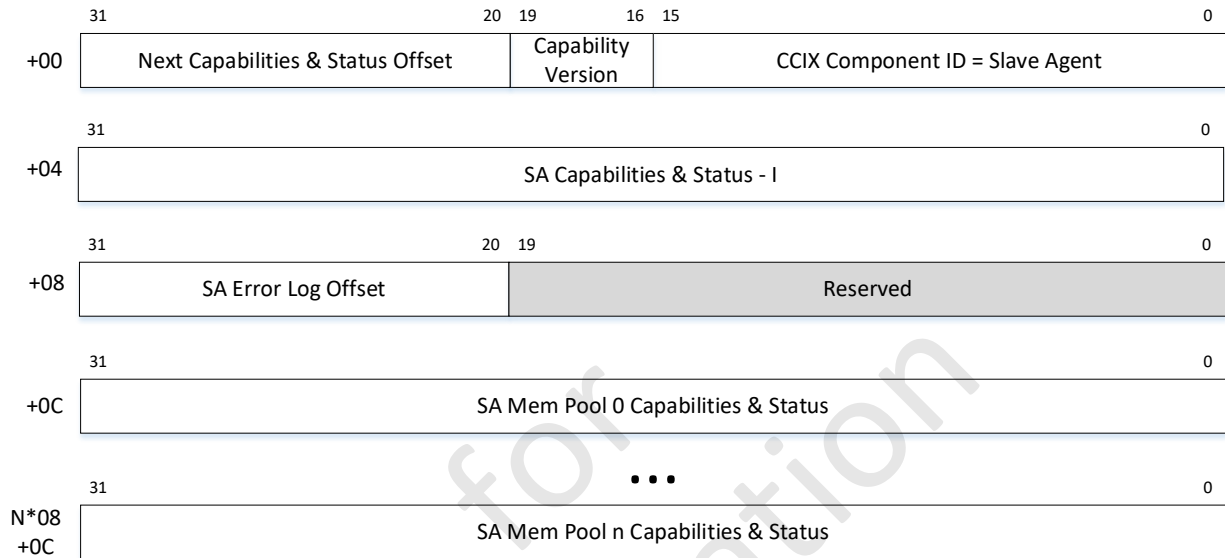 31 20 19 16 15 0
+00 Next Capabilities & Status Offset Capability Version CCIX Component ID = Slave Agent
31 0
+04 SA Capabilities & Status - I
31 20 19 0
+08 SA Error Log Offset Reserved
31 0
+0C SA Mem Pool 0 Capabilities & Status
for
...
31 0
N*08
+0C SA Mem Pool n Capabilities & Status